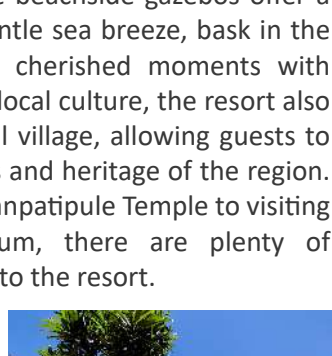 beachside gazebos offer a
ntle sea breeze, bask in the
cherished moments with
local culture, the resort also
l village, allowing guests to
s and heritage of the region.
anpatipule Temple to visiting
um, there are plenty of
to the resort.